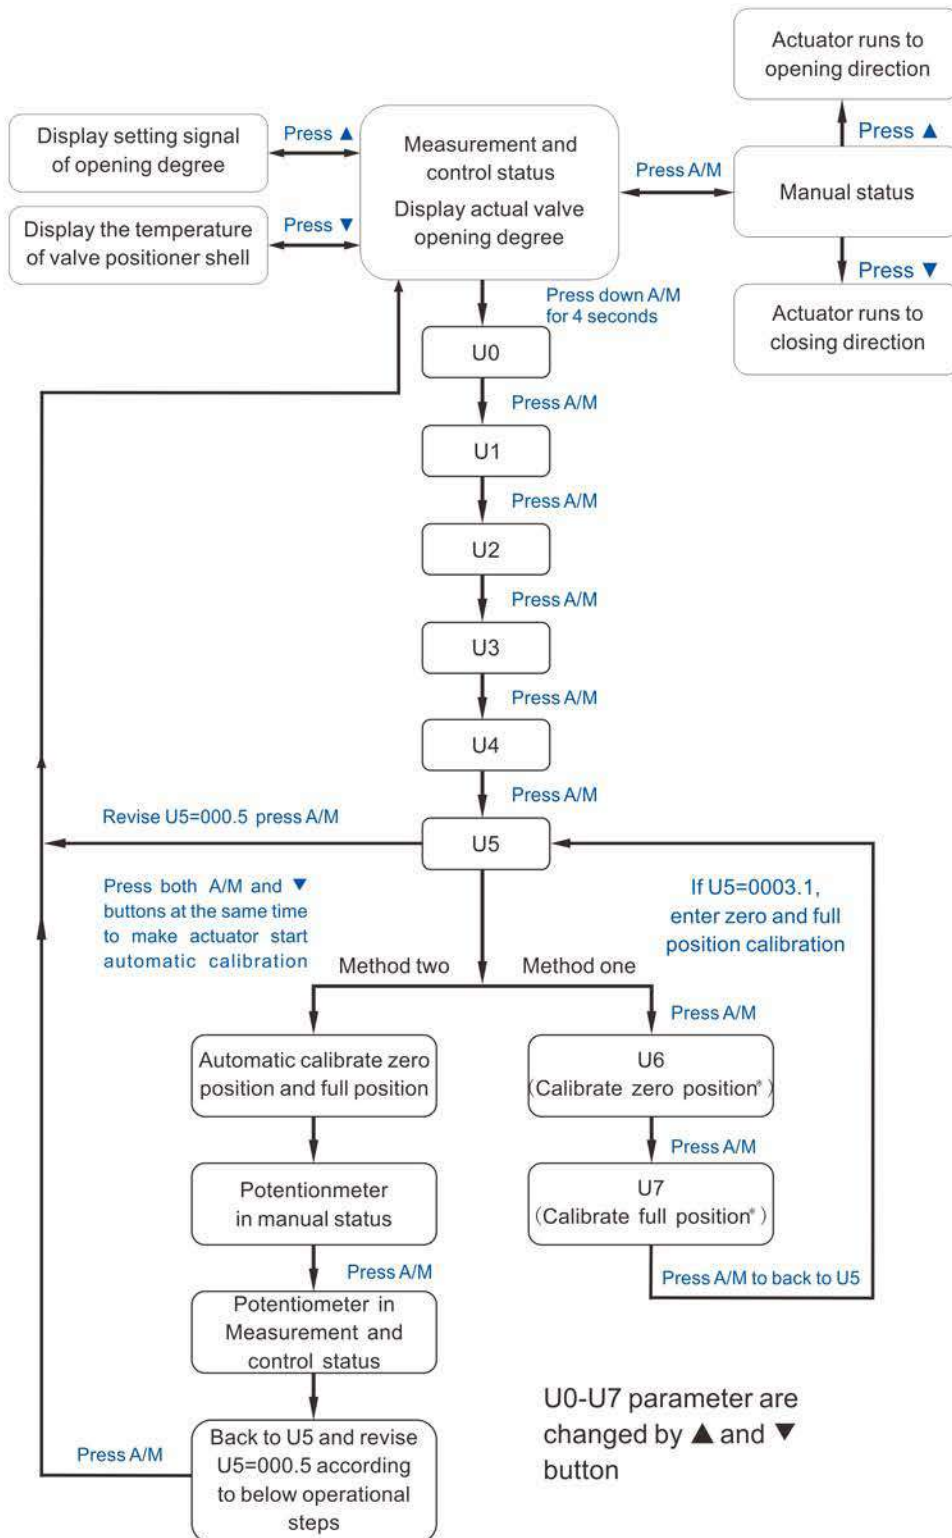 Actuator runs to
opening direction
Display setting signal
of opening degree
Press ▲
Measurement and
control status
Display actual valve
opening degree
Press A/M
Press ▲
Manual status
Display the temperature
of valve positioner shell
Press ▼
Press ▼
Actuator runs to
closing direction
Press down A/M
for 4 seconds
U0
Press A/M
U1
Press A/M
U2
Press A/M
U3
Press A/M
U4
Press A/M
Revise U5=000.5 press A/M
U5
Press both A/M and ▼
buttons at the same time
to make actuator start
automatic calibration
If U5=0003.1,
enter zero and full
position calibration
Method two
Method one
Press A/M
Automatic calibrate zero
position and full position
U6
(Calibrate zero position*)
Press A/M
Potentionmeter
in manual status
U7
(Calibrate full position*)
Press A/M
Press A/M to back to U5
Potentiometer in
Measurement and
control status
Press A/M
Back to U5 and revise
U5=000.5 according
to below operational
steps
U0-U7 parameter are
changed by ▲ and ▼
button